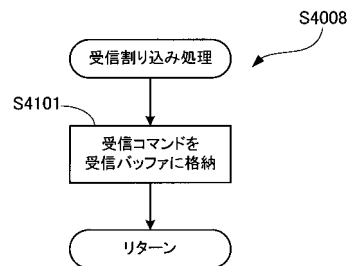 S4008
受信割り込み処理
S4101
受信コマンドを
受信バッファに格納
リターン